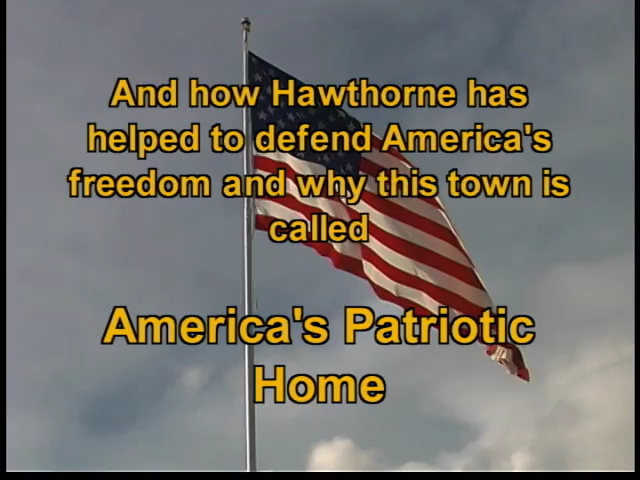 And how Hawthorne has
helped to defend America's
freedom and why this town is
called
America's Patriotic
Home